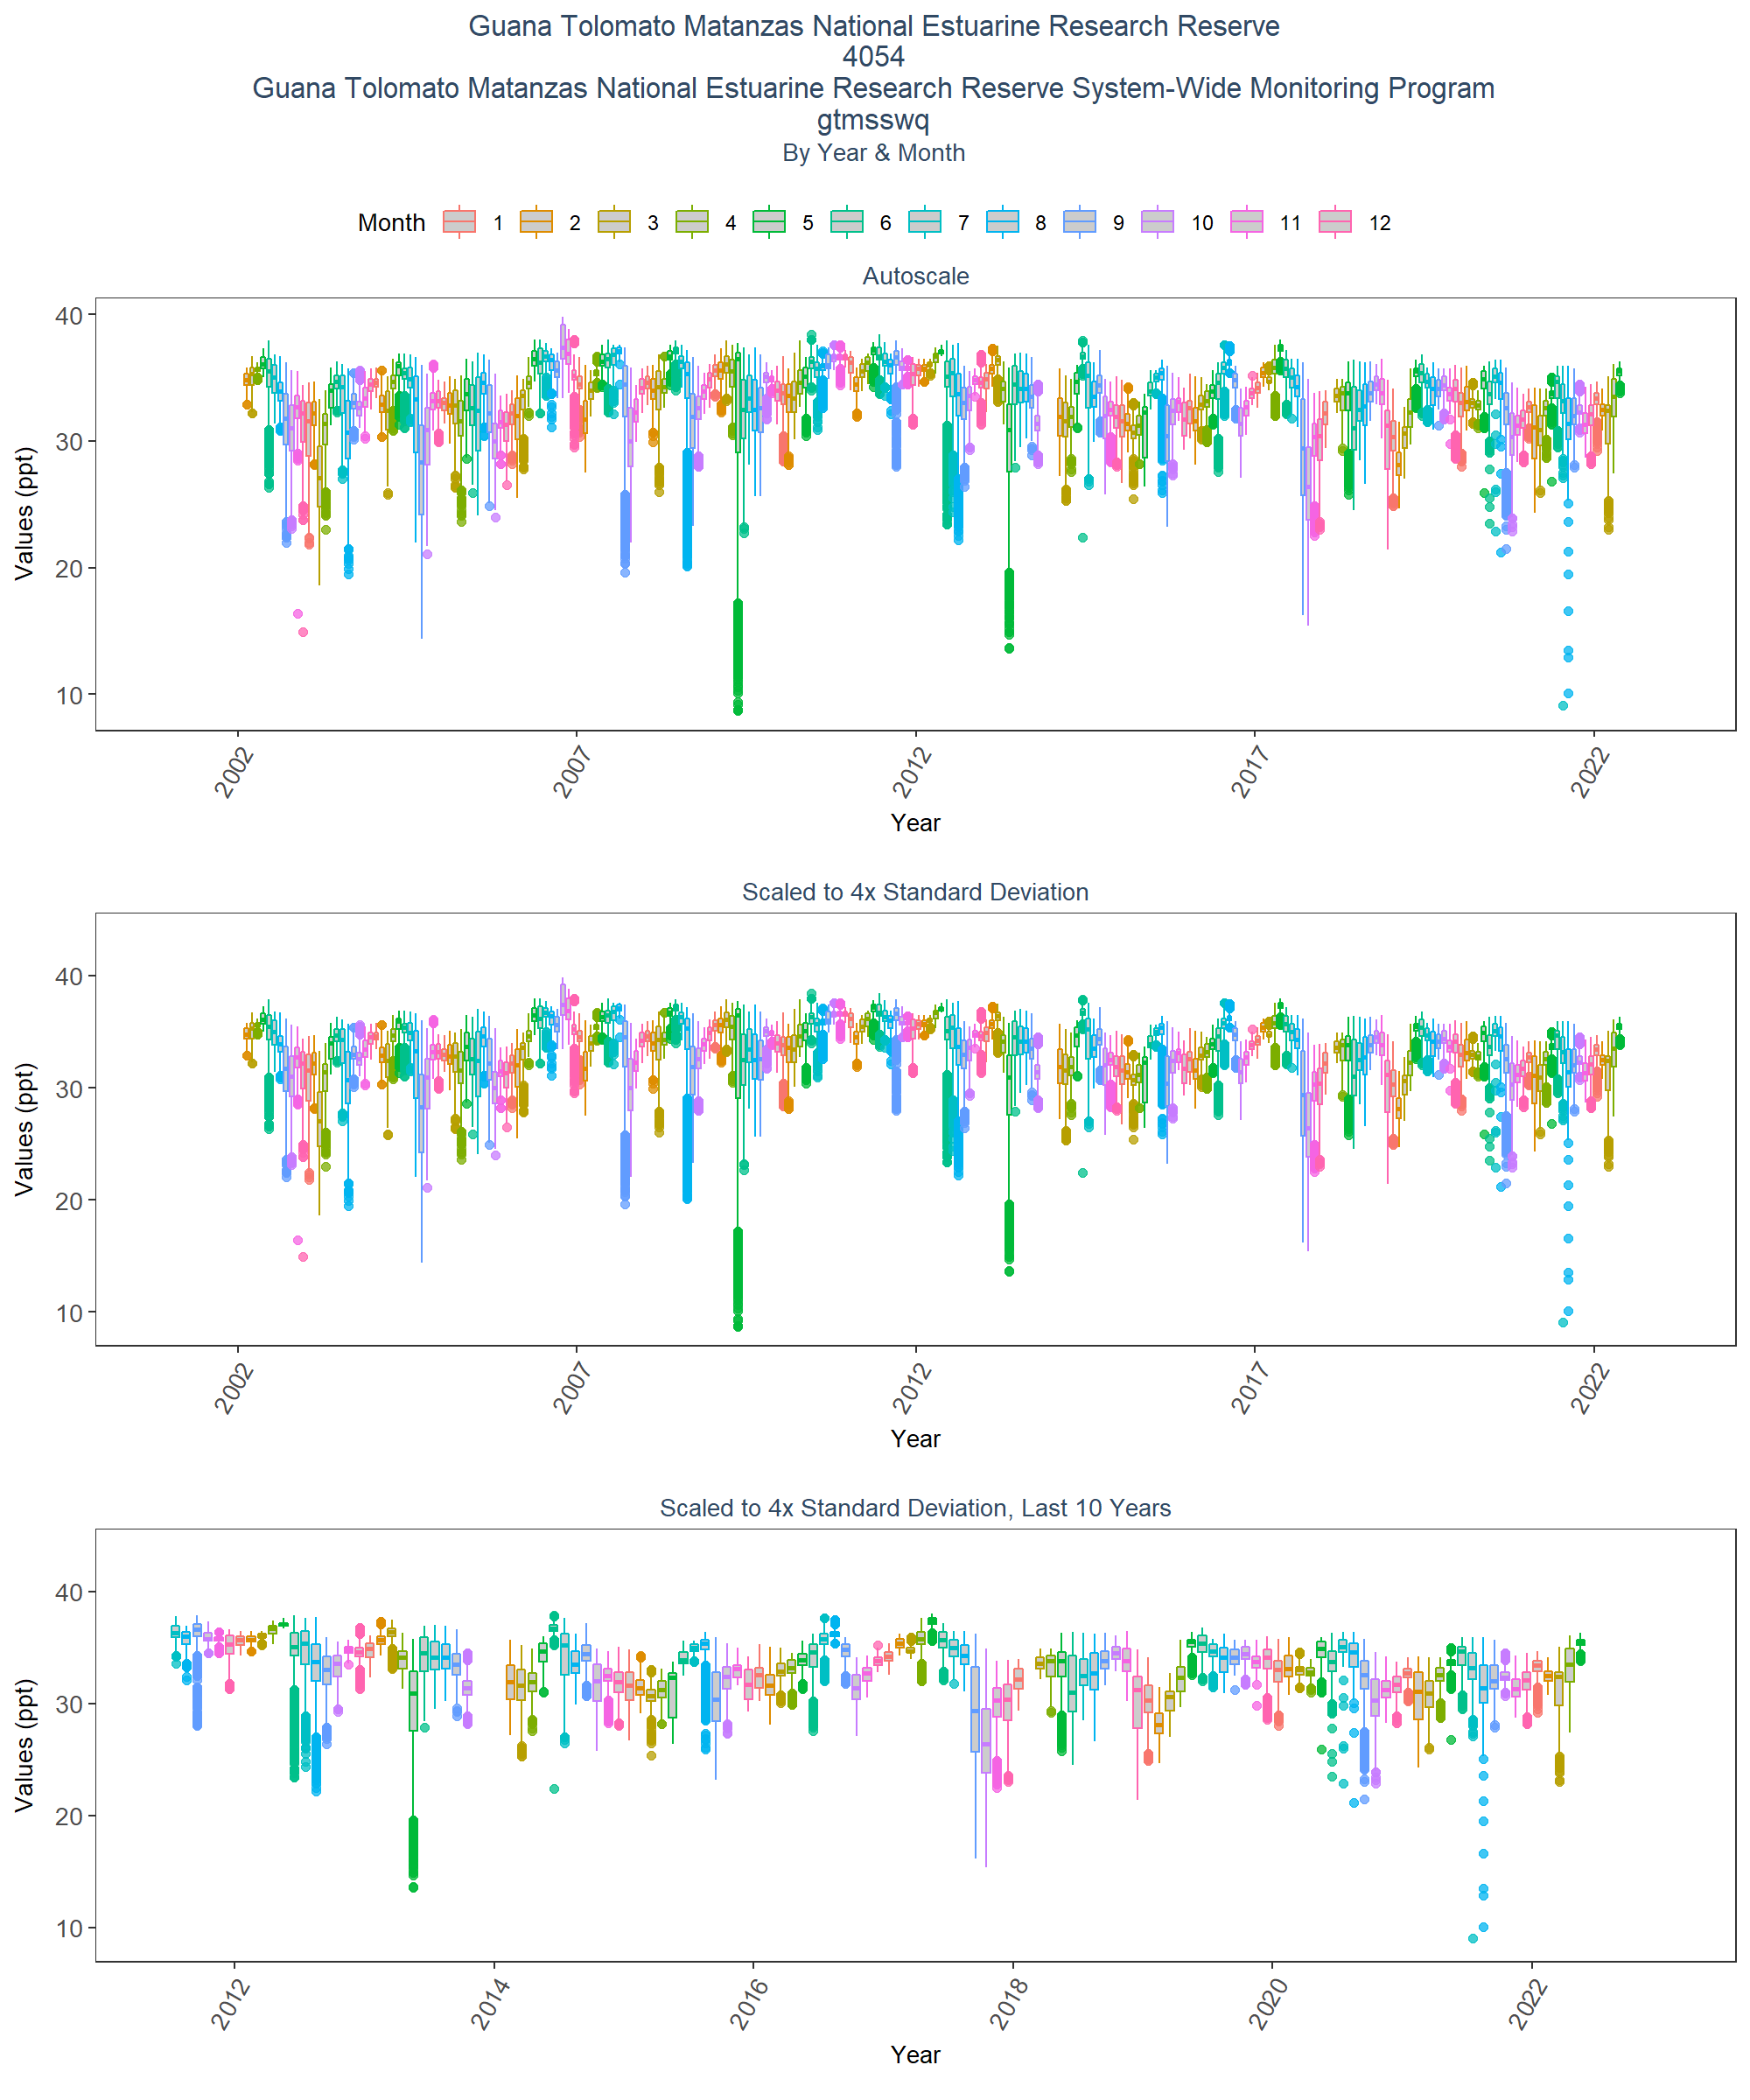 Guana Tolomato Matanzas National Estuarine Research Reserve
4054
Guana Tolomato Matanzas National Estuarine Research Reserve System-Wide Monitoring Program
gtmsswq
By Year & Month
Month 1 2 3 4 5 6 7 8 9 10 11 12
Autoscale
Values (ppt)
40
30
20
10
2002 2007 2012 2017 2022
Year
Scaled to 4x Standard Deviation
Values (ppt)
40
30
20
10
2002 2007 2012 2017 2022
Year
Scaled to 4x Standard Deviation, Last 10 Years
Values (ppt)
40
30
20
10
2012 2014 2016 2018 2020 2022
Year